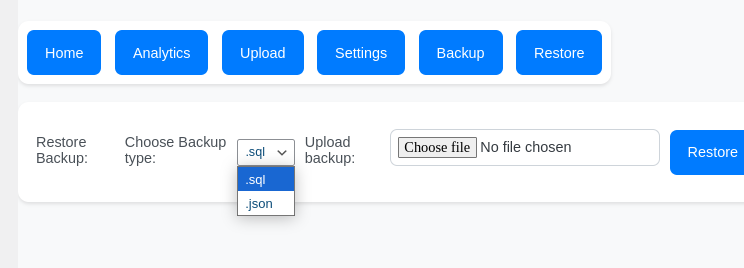 Home Analytics Upload Settings Backup Restore
Restore Backup:
Choose Backup type:
.sql
Upload backup:
Choose file No file chosen
Restore
.sql
.json